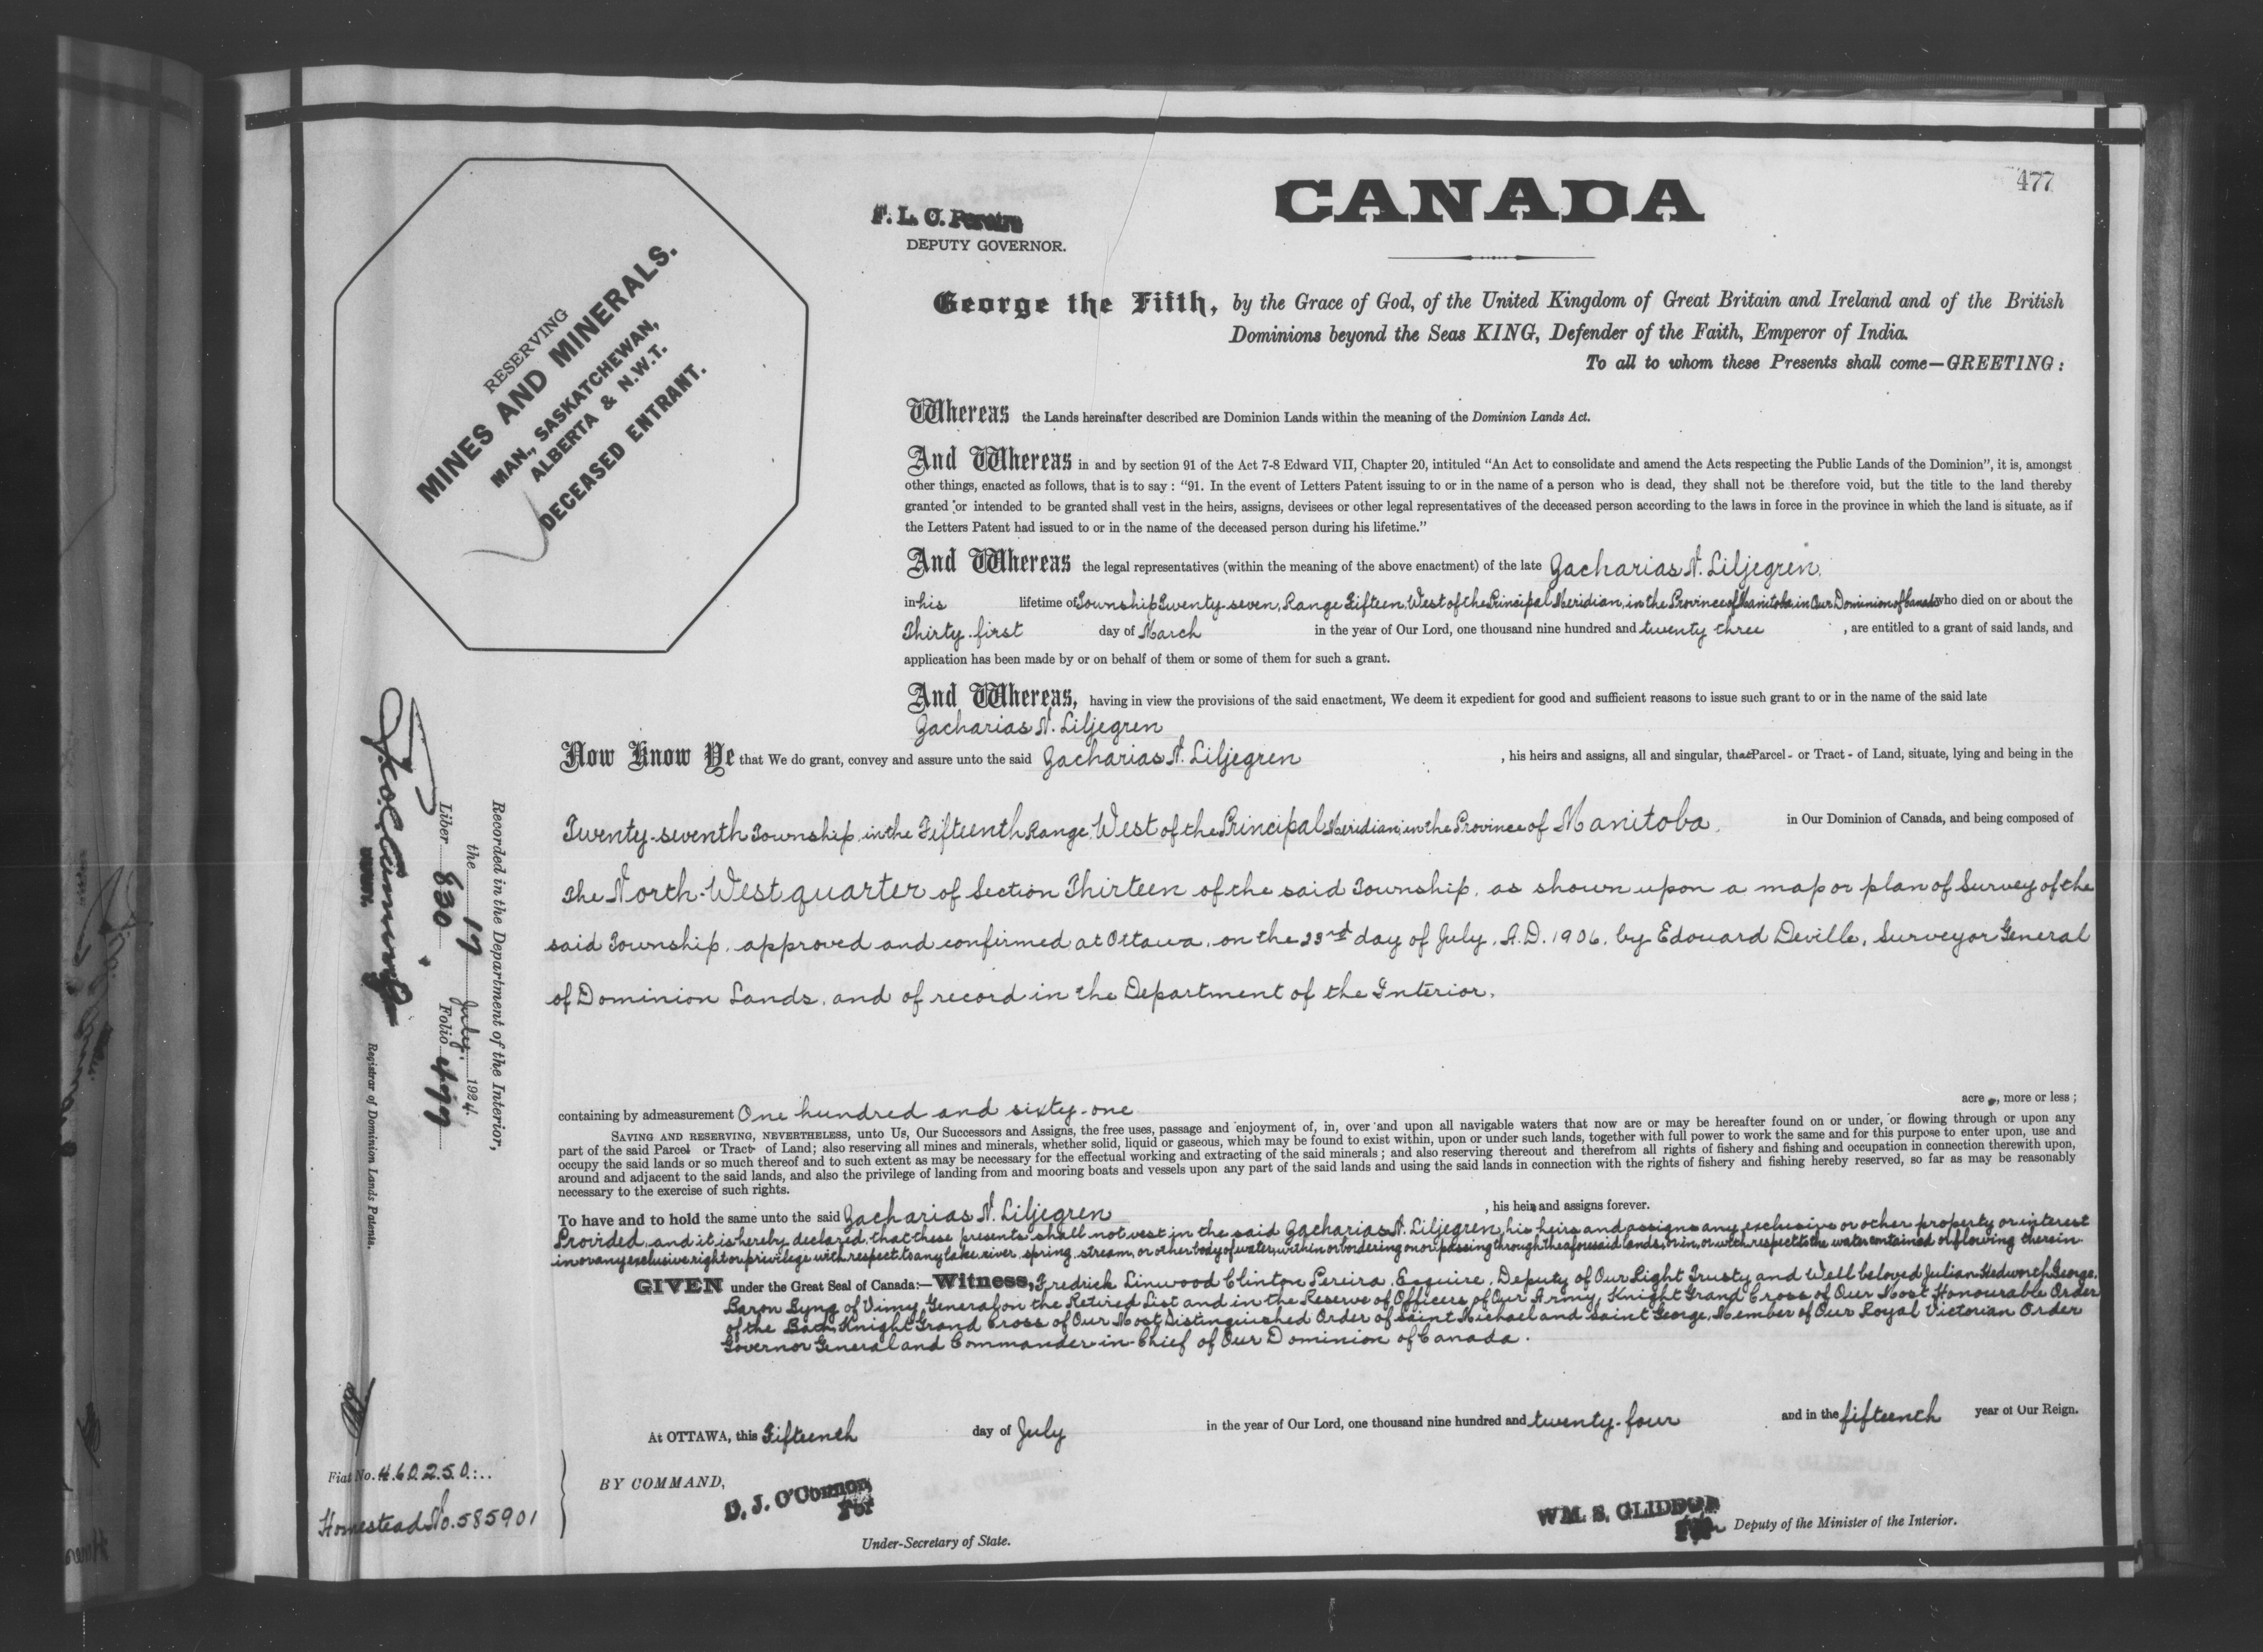 477
CANADA
F. L. C. Pereira
DEPUTY GOVERNOR.
RESERVING
MINES AND MINERALS.
MAN., SASKATCHEWAN,
ALBERTA & N.W.T.
DECEASED ENTRANT.
George the Fifth, by the Grace of God, of the United Kingdom of Great Britain and Ireland and of the British
Dominions beyond the Seas KING, Defender of the Faith, Emperor of India.
To all to whom these Presents shall come—GREETING:
Whereas the Lands hereinafter described are Dominion Lands within the meaning of the Dominion Lands Act.
And Whereas in and by section 91 of the Act 7-8 Edward VII, Chapter 20, intituled "An Act to consolidate and amend the Acts respecting the Public Lands of the Dominion", it is, amongst
other things, enacted as follows, that is to say : "91. In the event of Letters Patent issuing to or in the name of a person who is dead, they shall not be therefore void, but the title to the land thereby
granted or intended to be granted shall vest in the heirs, assigns, devisees or other legal representatives of the deceased person according to the laws in force in the province in which the land is situate, as if
the Letters Patent had issued to or in the name of the deceased person during his lifetime."
And Whereas the legal representatives (within the meaning of the above enactment) of the late Zacharias N. Liljegren,
in his lifetime of Township Twenty-seven, Range Fifteen, West of the Principal Meridian, in the Province of Manitoba, in Our Dominion of Canada who died on or about the
Thirty-first day of March in the year of Our Lord, one thousand nine hundred and twenty three , are entitled to a grant of said lands, and
application has been made by or on behalf of them or some of them for such a grant.
And Whereas, having in view the provisions of the said enactment, We deem it expedient for good and sufficient reasons to issue such grant to or in the name of the said late
Zacharias N. Liljegren
Now Know Ye that We do grant, convey and assure unto the said Zacharias N. Liljegren , his heirs and assigns, all and singular, that Parcel - or Tract - of Land, situate, lying and being in the
Twenty-seventh Township, in the Fifteenth Range, West of the Principal Meridian, in the Province of Manitoba, in Our Dominion of Canada, and being composed of
The North-West quarter of Section Thirteen of the said Township, as shown upon a map or plan of Survey of the
said Township, approved and confirmed at Ottawa, on the 23rd day of July, A.D. 1906, by Edouard Deville, Surveyor General
of Dominion Lands, and of record in the Department of the Interior,
containing by admeasurement One hundred and sixty-one acres, more or less ;
SAVING AND RESERVING, NEVERTHELESS, unto Us, Our Successors and Assigns, the free uses, passage and enjoyment of, in, over and upon all navigable waters that now are or may be hereafter found on or under, or flowing through or upon any
part of the said Parcel or Tract of Land; also reserving all mines and minerals, whether solid, liquid or gaseous, which may be found to exist within, upon or under such lands, together with full power to work the same and for this purpose to enter upon, use and
occupy the said lands or so much thereof and to such extent as may be necessary for the effectual working and extracting of the said minerals ; and also reserving thereout and therefrom all rights of fishery and fishing and occupation in connection therewith upon,
around and adjacent to the said lands, and also the privilege of landing from and mooring boats and vessels upon any part of the said lands and using the said lands in connection with the rights of fishery and fishing hereby reserved, so far as may be reasonably
necessary to the exercise of such rights.
To have and to hold the same unto the said Zacharias N. Liljegren , his heirs and assigns forever.
Provided, and it is hereby declared, that these presents shall not vest in the said Zacharias N. Liljegren, his heirs and assigns any exclusive or other property or interest
in or any exclusive right or privilege with respect to any lake, river, spring, stream, or other body of water, within or bordering on or passing through the aforesaid lands, or in, or with respect to the water contained or flowing therein.
GIVEN under the Great Seal of Canada:—Witness, Fredrick Linwood Clinton Pereira, Esquire, Deputy of Our Right Trusty and Well beloved Julian Hedworth George,
Baron Byng of Vimy, General on the Retired List and in the Reserve of Officers of Our Army, Knight Grand Cross of Our Most Honourable Order
of the Bath, Knight Grand Cross of Our Most Distinguished Order of Saint Michael and Saint George, Member of Our Royal Victorian Order
Governor General and Commander-in-Chief of Our Dominion of Canada.
At OTTAWA, this Fifteenth day of July in the year of Our Lord, one thousand nine hundred and twenty-four and in the fifteenth year of Our Reign.
BY COMMAND,
D. J. O'Connor
For
Under-Secretary of State.
WM. S. GLIDDON
For
Deputy of the Minister of the Interior.
Recorded in the Department of the Interior,
the 17 July, 1924.
Liber 830 Folio 477
Registrar of Dominion Lands Patents.
Fiat No. 460250
Homestead No. 585901